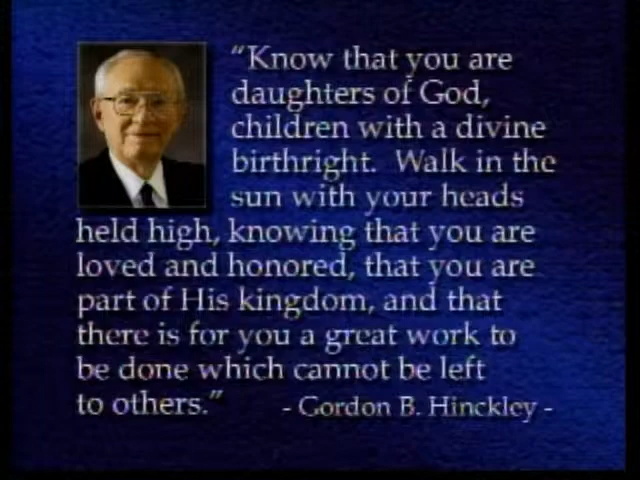 “Know that you are
daughters of God,
children with a divine
birthright.  Walk in the
sun with your heads
held high, knowing that you are
loved and honored, that you are
part of His kingdom, and that
there is for you a great work to
be done which cannot be left
to others.”
- Gordon B. Hinckley -